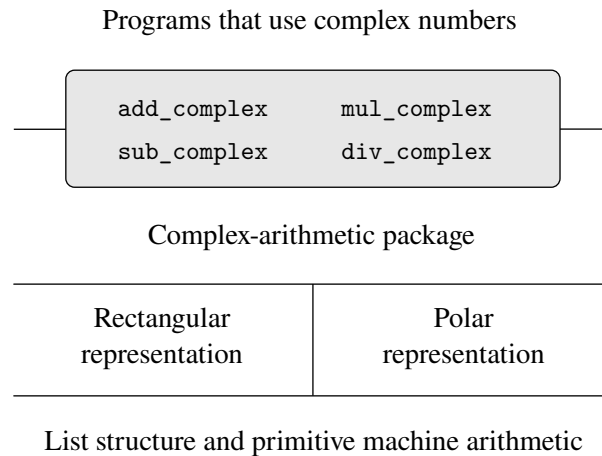 Programs that use complex numbers
add_complex mul_complex
sub_complex div_complex
Complex-arithmetic package
Rectangular
representation
Polar
representation
List structure and primitive machine arithmetic